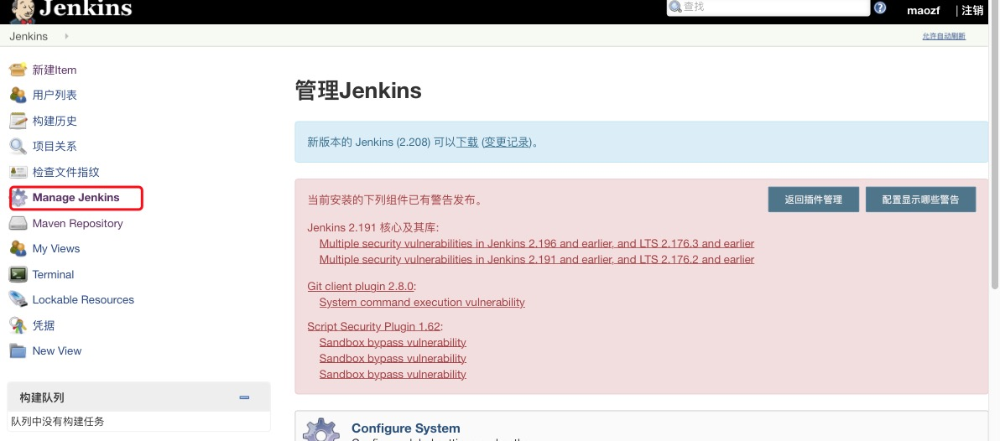 Jenkins
查找
maozf
| 注销
Jenkins
允许自动刷新
新建Item
用户列表
构建历史
项目关系
检查文件指纹
Manage Jenkins
Maven Repository
My Views
Terminal
Lockable Resources
凭据
New View
构建队列
队列中没有构建任务
管理Jenkins
新版本的 Jenkins (2.208) 可以下载 (变更记录)。
当前安装的下列组件已有警告发布。
返回插件管理
配置显示哪些警告
Jenkins 2.191 核心及其库:
Multiple security vulnerabilities in Jenkins 2.196 and earlier, and LTS 2.176.3 and earlier
Multiple security vulnerabilities in Jenkins 2.191 and earlier, and LTS 2.176.2 and earlier
Git client plugin 2.8.0:
System command execution vulnerability
Script Security Plugin 1.62:
Sandbox bypass vulnerability
Sandbox bypass vulnerability
Sandbox bypass vulnerability
Configure System